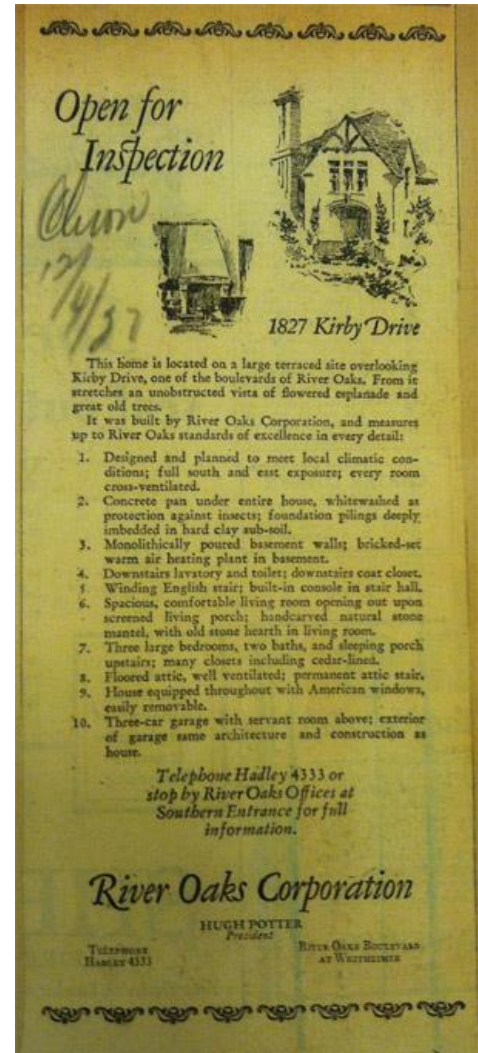 Open for
Inspection
Chron
12/4/27
1827 Kirby Drive
This home is located on a large terraced site overlooking
Kirby Drive, one of the boulevards of River Oaks. From it
stretches an unobstructed vista of flowered esplanade and
great old trees.
It was built by River Oaks Corporation, and measures
up to River Oaks standards of excellence in every detail:
1. Designed and planned to meet local climatic con-
ditions; full south and east exposure; every room
cross-ventilated.
2. Concrete pan under entire house, whitewashed as
protection against insects; foundation pilings deeply
imbedded in hard clay sub-soil.
3. Monolithically poured basement walls; bricked-set
warm air heating plant in basement.
4. Downstairs lavatory and toilet; downstairs coat closet.
5 Winding English stair; built-in console in stair hall.
6. Spacious, comfortable living room opening out upon
screened living porch; handcarved natural stone
mantel, with old stone hearth in living room.
7. Three large bedrooms, two baths, and sleeping porch
upstairs; many closets including cedar-lined.
8. Floored attic, well ventilated; permanent attic stair.
9. House equipped throughout with American windows,
easily removable.
10. Three-car garage with servant room above; exterior
of garage same architecture and construction as
house.
Telephone Hadley 4333 or
stop by River Oaks Offices at
Southern Entrance for full
information.
River Oaks Corporation
HUGH POTTER
President
TELEPHONE
HADLEY 4333
RIVER OAKS BOULEVARD
AT WESTHEIMER